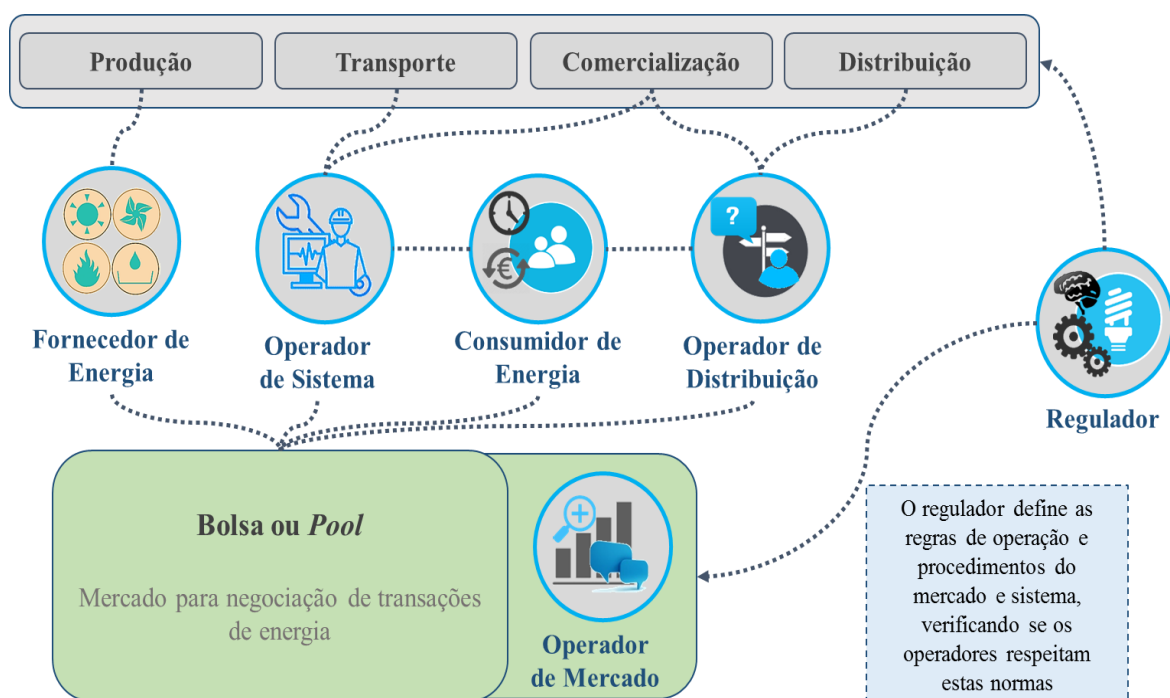 Produção
Transporte
Comercialização
Distribuição
?
€
Fornecedor de
Energia
Operador
de Sistema
Consumidor de
Energia
Operador de
Distribuição
Regulador
Bolsa ou Pool
Mercado para negociação de transações
de energia
Operador
de Mercado
O regulador define as
regras de operação e
procedimentos do
mercado e sistema,
verificando se os
operadores respeitam
estas normas